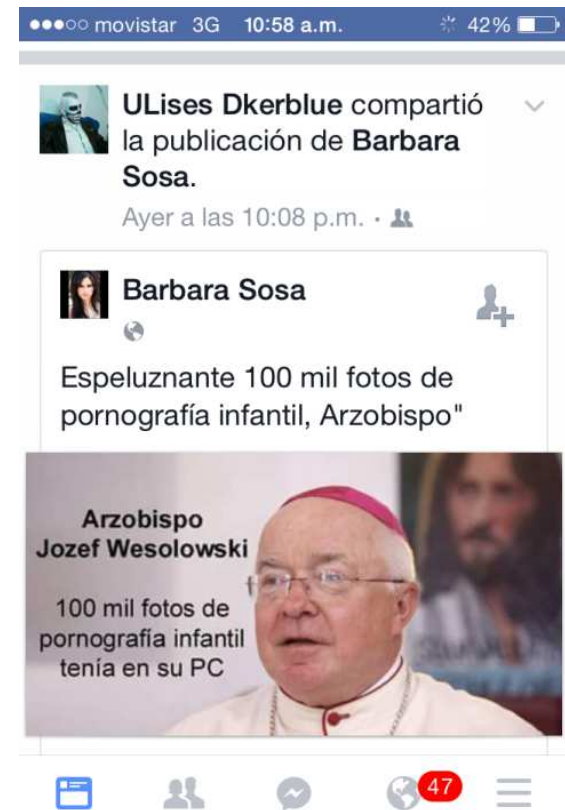 movistar 3G 10:58 a.m. 42%
ULises Dkerblue compartió
la publicación de Barbara
Sosa.
Ayer a las 10:08 p.m. ·
Barbara Sosa
Espeluznante 100 mil fotos de
pornografía infantil, Arzobispo"
Arzobispo
Jozef Wesolowski
100 mil fotos de
pornografía infantil
tenía en su PC
47